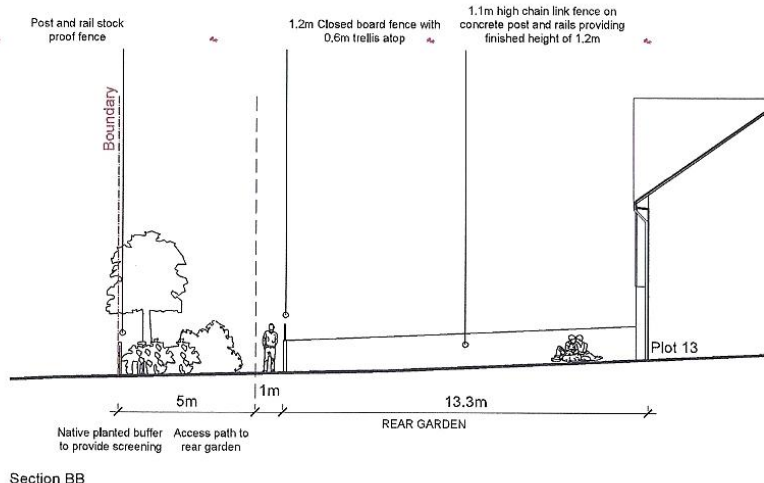 Post and rail stock
proof fence
1.2m Closed board fence with
0.6m trellis atop
1.1m high chain link fence on
concrete post and rails providing
finished height of 1.2m
Boundary
Plot 13
5m
1m
13.3m
Native planted buffer
to provide screening
Access path to
rear garden
REAR GARDEN
Section BB